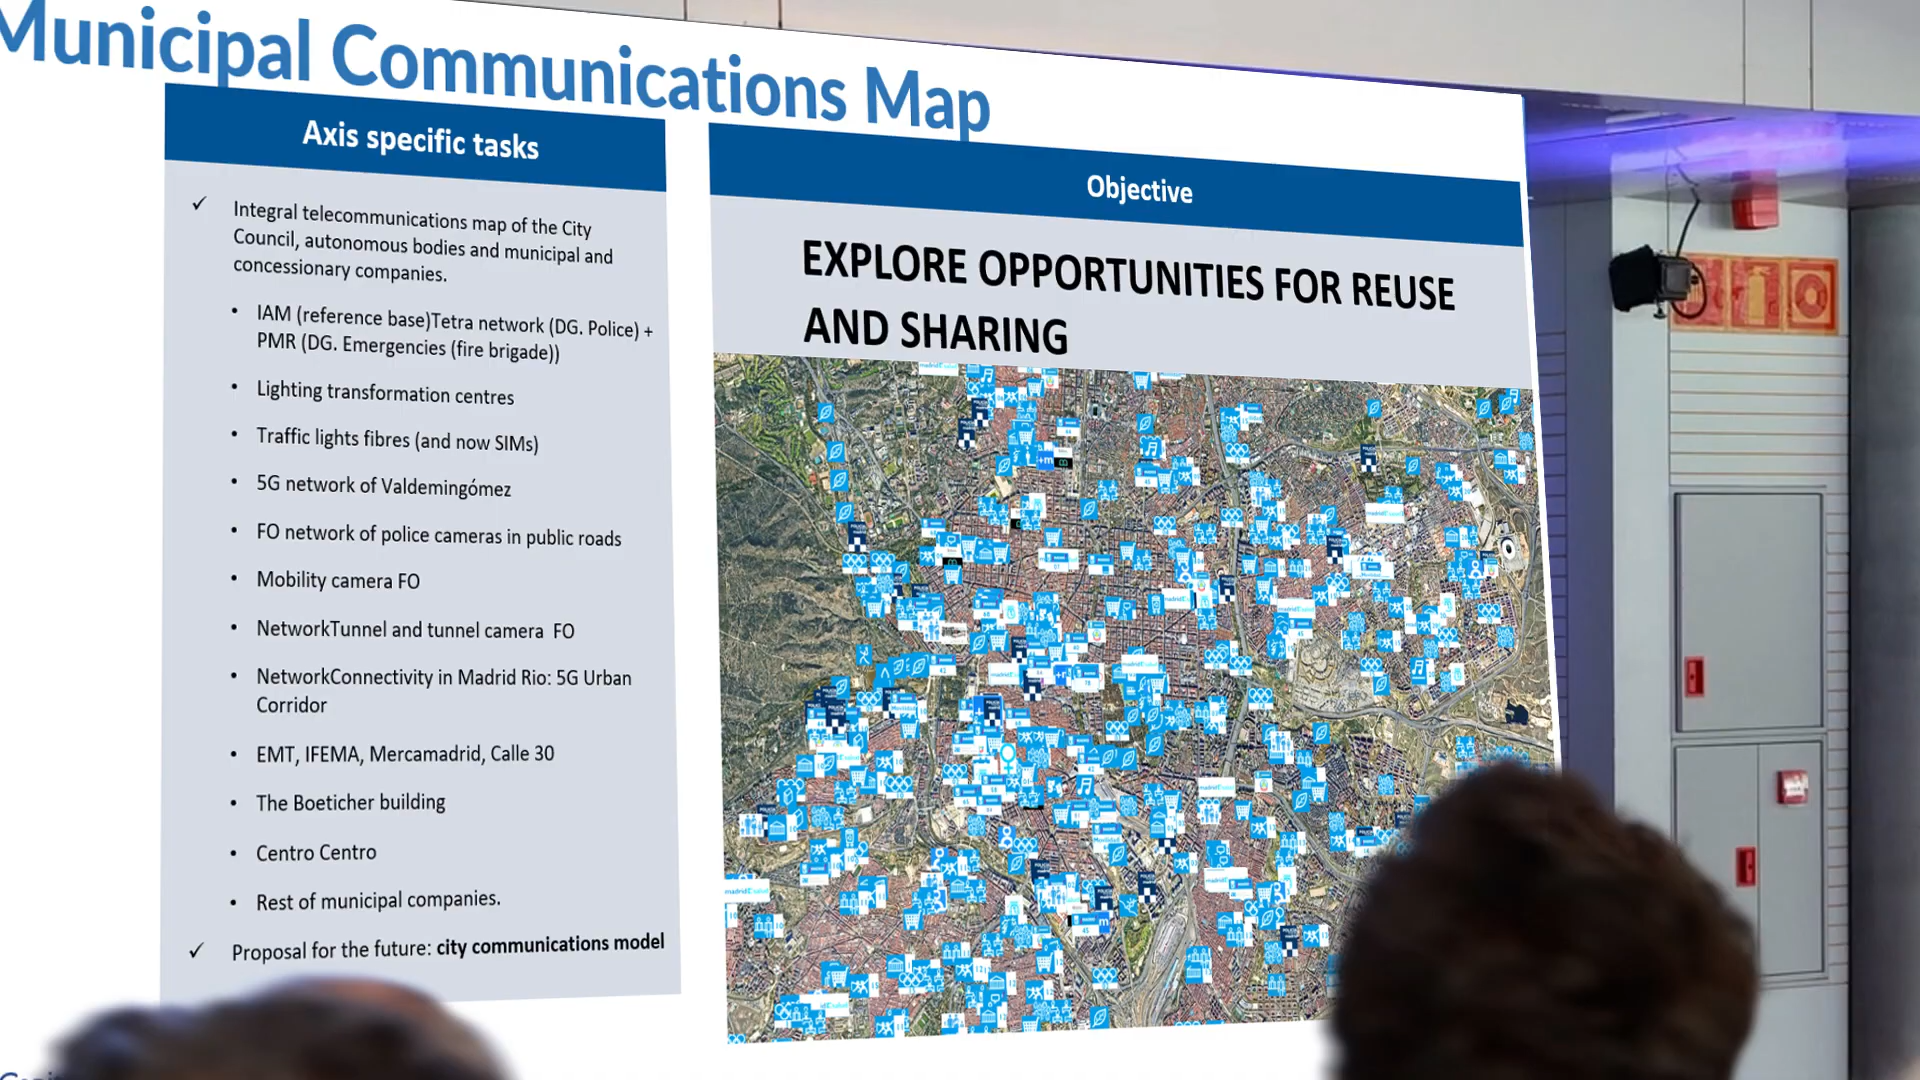 Municipal Communications Map
Axis specific tasks
✓ Integral telecommunications map of the City
Council, autonomous bodies and municipal and
concessionary companies.
• IAM (reference base)Tetra network (DG. Police) +
PMR (DG. Emergencies (fire brigade))
• Lighting transformation centres
• Traffic lights fibres (and now SIMs)
• 5G network of Valdemingómez
• FO network of police cameras in public roads
• Mobility camera FO
• NetworkTunnel and tunnel camera FO
• NetworkConnectivity in Madrid Rio: 5G Urban
Corridor
• EMT, IFEMA, Mercamadrid, Calle 30
• The Boeticher building
• Centro Centro
• Rest of municipal companies.
✓ Proposal for the future: city communications model
Objective
EXPLORE OPPORTUNITIES FOR REUSE
AND SHARING